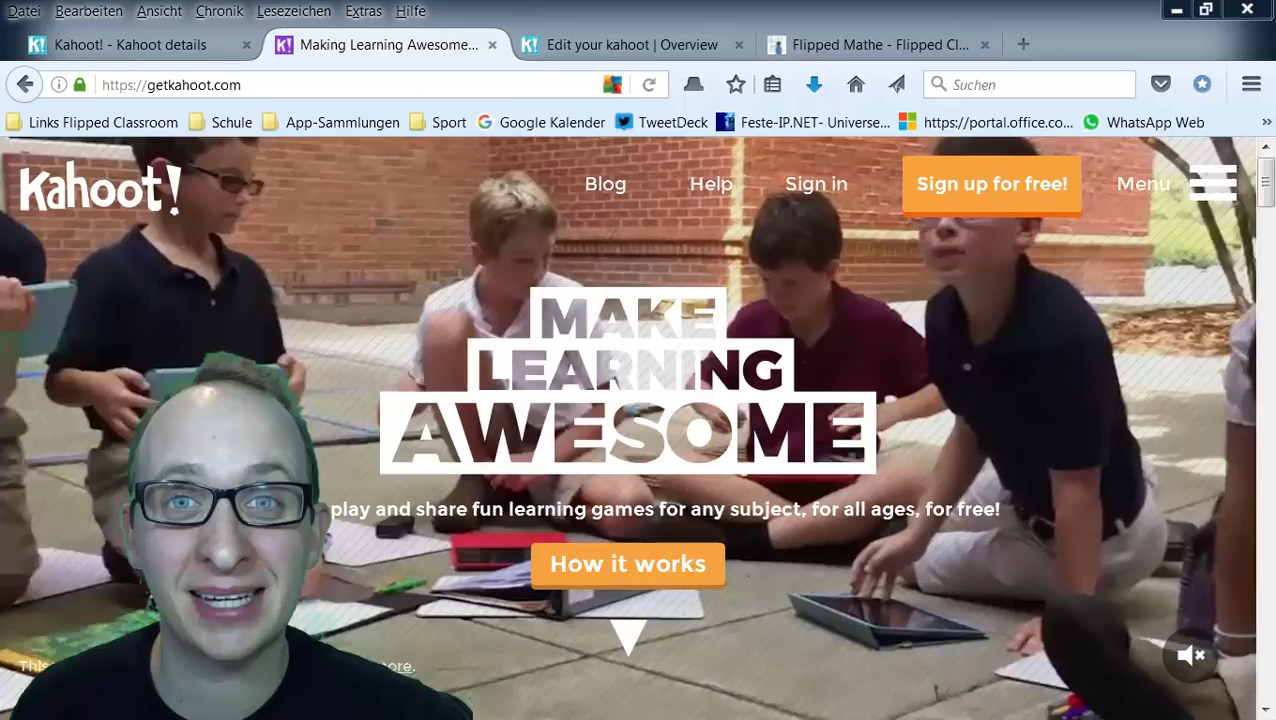 Datei Bearbeiten Ansicht Chronik Lesezeichen Extras Hilfe
Kahoot! - Kahoot details
Making Learning Awesome...
Edit your kahoot | Overview
Flipped Mathe - Flipped Cl...
https://getkahoot.com
Suchen
Links Flipped Classroom Schule App-Sammlungen Sport Google Kalender TweetDeck Feste-IP.NET- Universe... https://portal.office.co... WhatsApp Web
Kahoot!
Blog Help Sign in Sign up for free! Menu
MAKE
LEARNING
AWESOME
play and share fun learning games for any subject, for all ages, for free!
How it works